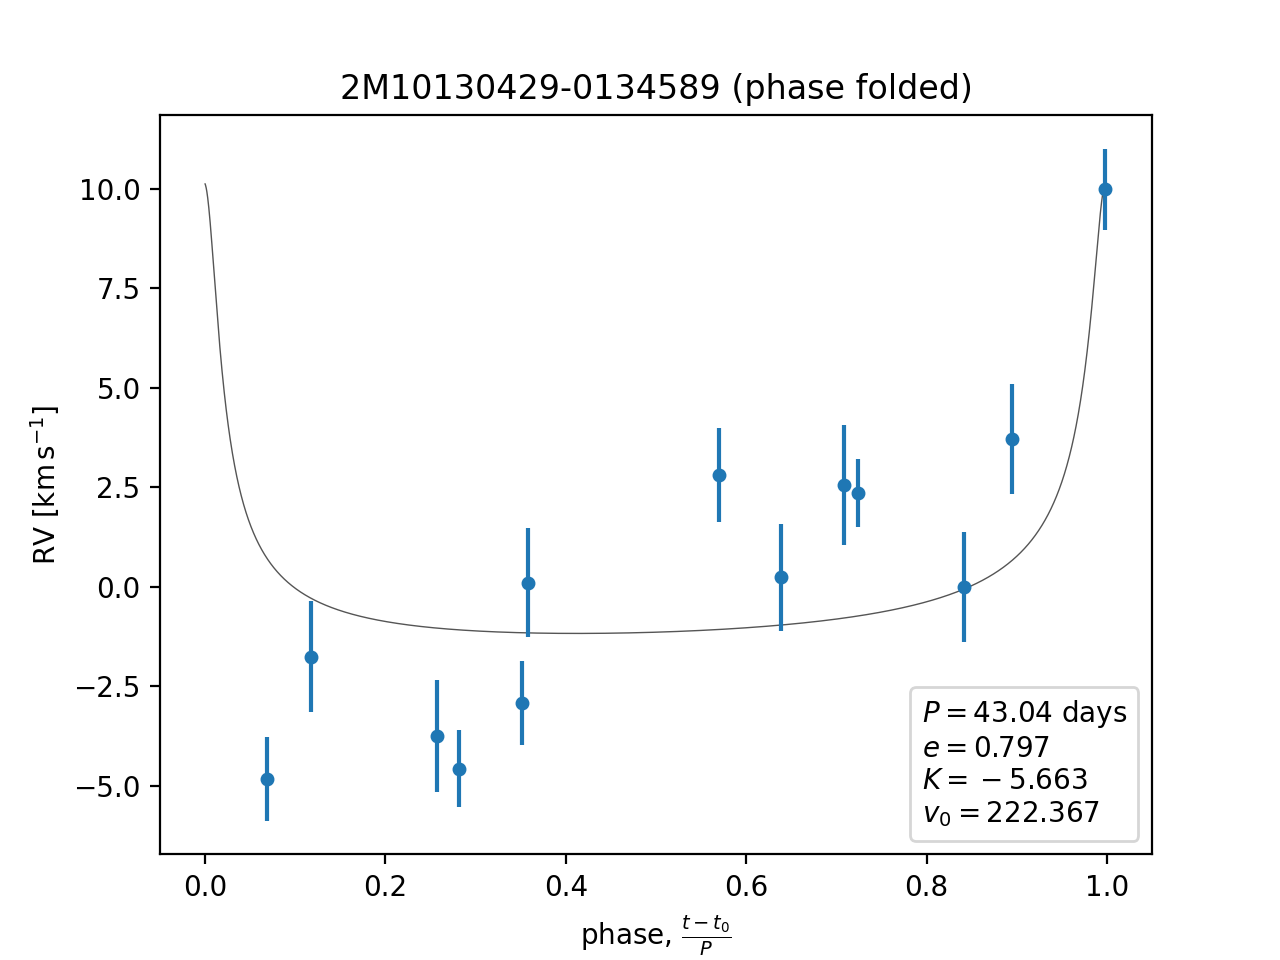 2M10130429-0134589 (phase folded)
RV [km s⁻¹]
10.0
7.5
5.0
2.5
0.0
−2.5
−5.0
P = 43.04 days
e = 0.797
K = −5.663
v₀ = 222.367
0.0 0.2 0.4 0.6 0.8 1.0
phase, (t − t₀)/P